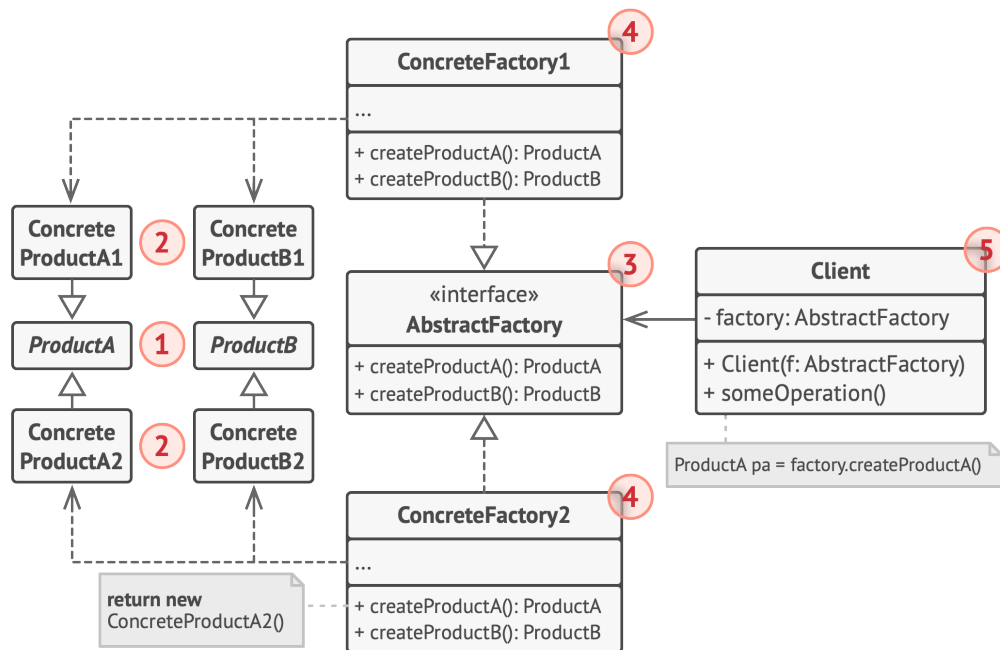 4
ConcreteFactory1
...
+ createProductA(): ProductA
+ createProductB(): ProductB
Concrete
ProductA1
2
Concrete
ProductB1
3
«interface»
AbstractFactory
+ createProductA(): ProductA
+ createProductB(): ProductB
5
Client
- factory: AbstractFactory
+ Client(f: AbstractFactory)
+ someOperation()
ProductA
1
ProductB
Concrete
ProductA2
2
Concrete
ProductB2
ProductA pa = factory.createProductA()
4
ConcreteFactory2
...
+ createProductA(): ProductA
+ createProductB(): ProductB
return new
ConcreteProductA2()